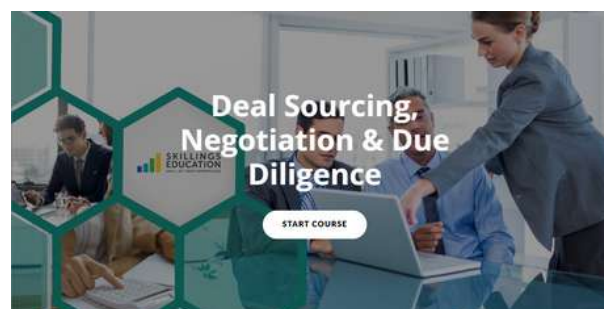 Deal Sourcing,
Negotiation & Due
Diligence
SKILLINGS
EDUCATION
START COURSE